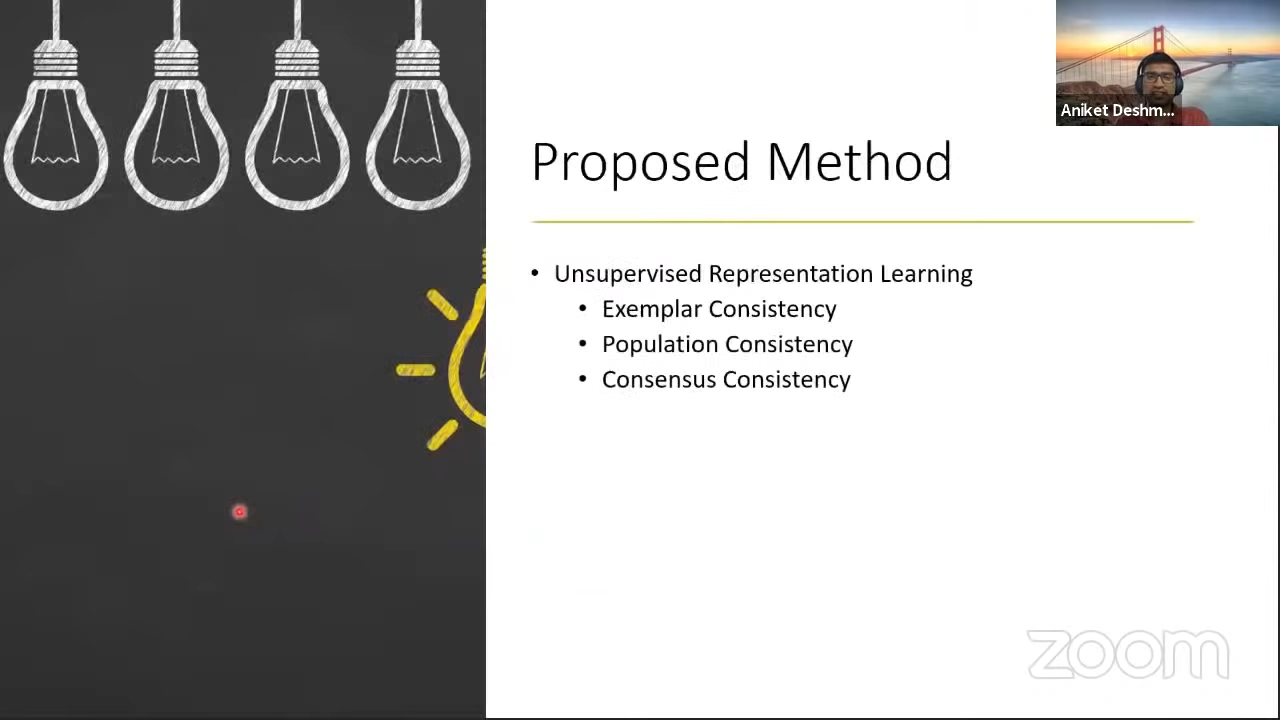 Aniket Deshm...
Proposed Method
• Unsupervised Representation Learning
• Exemplar Consistency
• Population Consistency
• Consensus Consistency
zoom